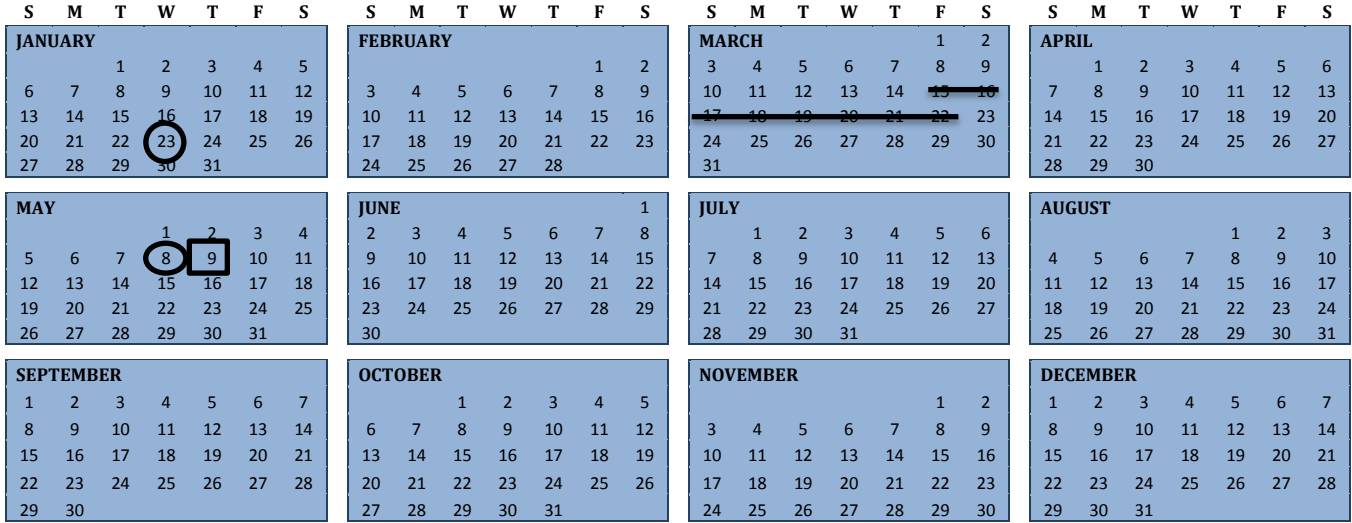 S M T W T F S
JANUARY
1 2 3 4 5
6 7 8 9 10 11 12
13 14 15 16 17 18 19
20 21 22 23 24 25 26
27 28 29 30 31
S M T W T F S
FEBRUARY
1 2
3 4 5 6 7 8 9
10 11 12 13 14 15 16
17 18 19 20 21 22 23
24 25 26 27 28
S M T W T F S
MARCH 1 2
3 4 5 6 7 8 9
10 11 12 13 14 15 16
17 18 19 20 21 22 23
24 25 26 27 28 29 30
31
S M T W T F S
APRIL
1 2 3 4 5 6
7 8 9 10 11 12 13
14 15 16 17 18 19 20
21 22 23 24 25 26 27
28 29 30
MAY
1 2 3 4
5 6 7 8 9 10 11
12 13 14 15 16 17 18
19 20 21 22 23 24 25
26 27 28 29 30 31
JUNE 1
2 3 4 5 6 7 8
9 10 11 12 13 14 15
16 17 18 19 20 21 22
23 24 25 26 27 28 29
30
JULY
1 2 3 4 5 6
7 8 9 10 11 12 13
14 15 16 17 18 19 20
21 22 23 24 25 26 27
28 29 30 31
AUGUST
1 2 3
4 5 6 7 8 9 10
11 12 13 14 15 16 17
18 19 20 21 22 23 24
25 26 27 28 29 30 31
SEPTEMBER
1 2 3 4 5 6 7
8 9 10 11 12 13 14
15 16 17 18 19 20 21
22 23 24 25 26 27 28
29 30
OCTOBER
1 2 3 4 5
6 7 8 9 10 11 12
13 14 15 16 17 18 19
20 21 22 23 24 25 26
27 28 29 30 31
NOVEMBER
1 2
3 4 5 6 7 8 9
10 11 12 13 14 15 16
17 18 19 20 21 22 23
24 25 26 27 28 29 30
DECEMBER
1 2 3 4 5 6 7
8 9 10 11 12 13 14
15 16 17 18 19 20 21
22 23 24 25 26 27 28
29 30 31